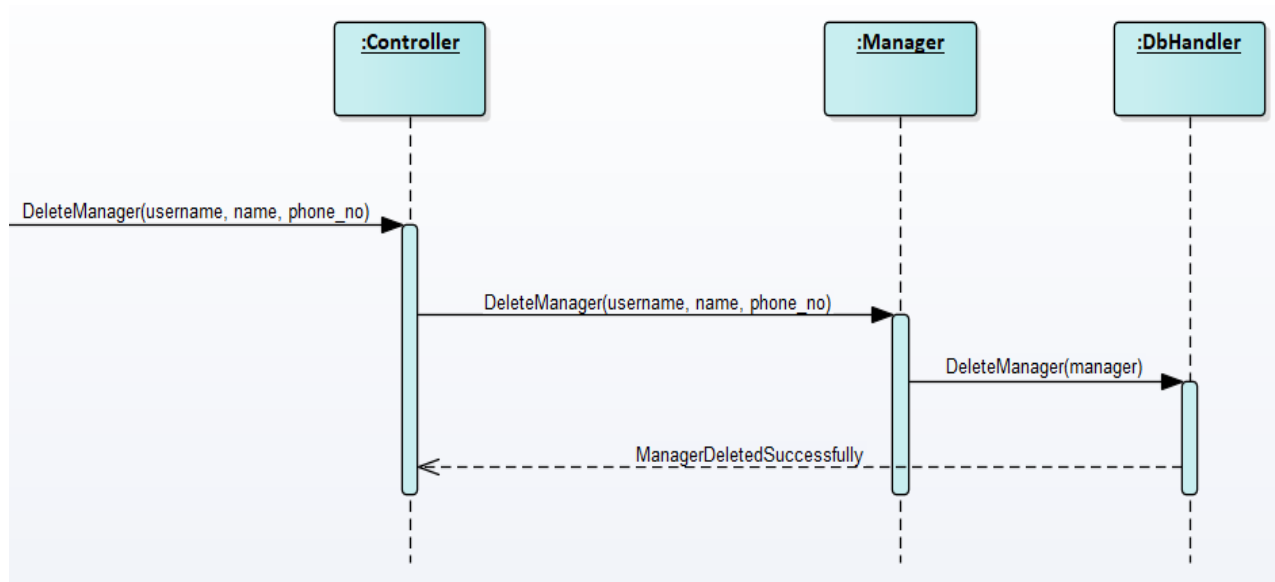 :Controller
:Manager
:DbHandler
DeleteManager(username, name, phone_no)
DeleteManager(username, name, phone_no)
DeleteManager(manager)
ManagerDeletedSuccessfully